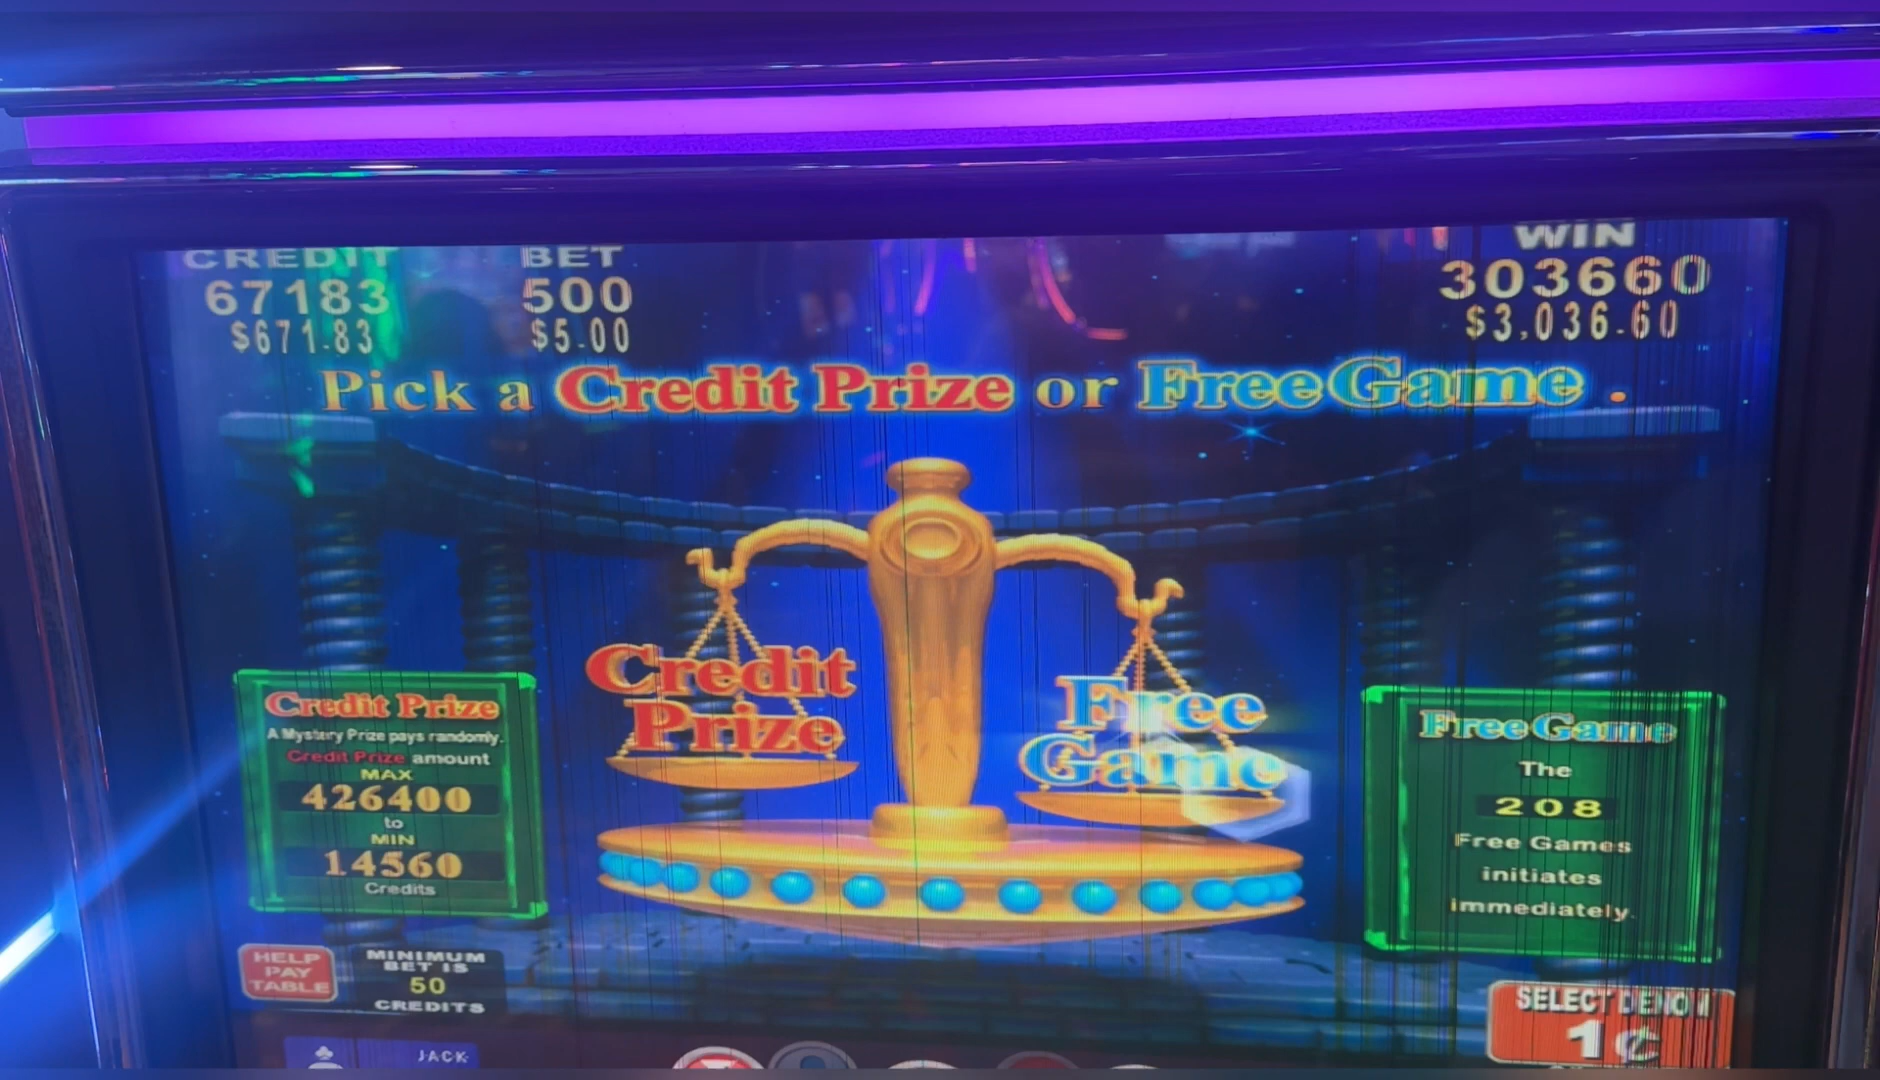 CREDIT BET WIN
67183 500 303660
$671.83 $5.00 $3,036.60
Pick a Credit Prize or Free Game .
Credit
Prize
Free
Game
Credit Prize
A Mystery Prize pays randomly.
Credit Prize amount
MAX
426400
to
MIN
14560
Credits
Free Game
The
208
Free Games
initiates
immediately.
HELP
PAY
TABLE
MINIMUM
BET IS
50
CREDITS
SELECT DENOM
1¢
JACK